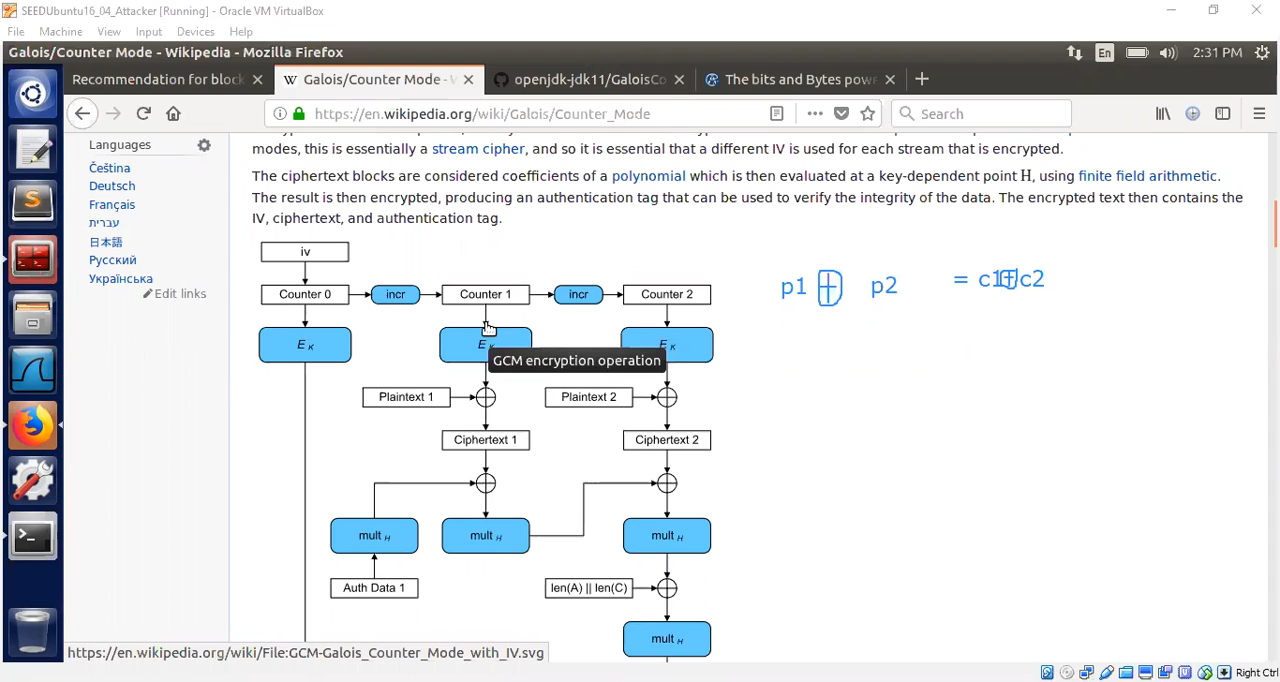 SEEDUbuntu16_04_Attacker [Running] - Oracle VM VirtualBox
File Machine View Input Devices Help
Galois/Counter Mode - Wikipedia - Mozilla Firefox
En 2:31 PM
Recommendation for block
W Galois/Counter Mode - W
openjdk-jdk11/GaloisCo
The bits and Bytes pow
https://en.wikipedia.org/wiki/Galois/Counter_Mode
Search
Languages
Čeština
Deutsch
Français
עברית
日本語
Русский
Українська
Edit links
modes, this is essentially a stream cipher, and so it is essential that a different IV is used for each stream that is encrypted.
The ciphertext blocks are considered coefficients of a polynomial which is then evaluated at a key-dependent point H, using finite field arithmetic.
The result is then encrypted, producing an authentication tag that can be used to verify the integrity of the data. The encrypted text then contains the
IV, ciphertext, and authentication tag.
iv
Counter 0 incr Counter 1 incr Counter 2
E K E K E K
GCM encryption operation
Plaintext 1 Plaintext 2
Ciphertext 1 Ciphertext 2
mult H mult H mult H
Auth Data 1 len(A) || len(C)
mult H
p1 ⊕ p2 = c1⊕c2
https://en.wikipedia.org/wiki/File:GCM-Galois_Counter_Mode_with_IV.svg
Right Ctrl